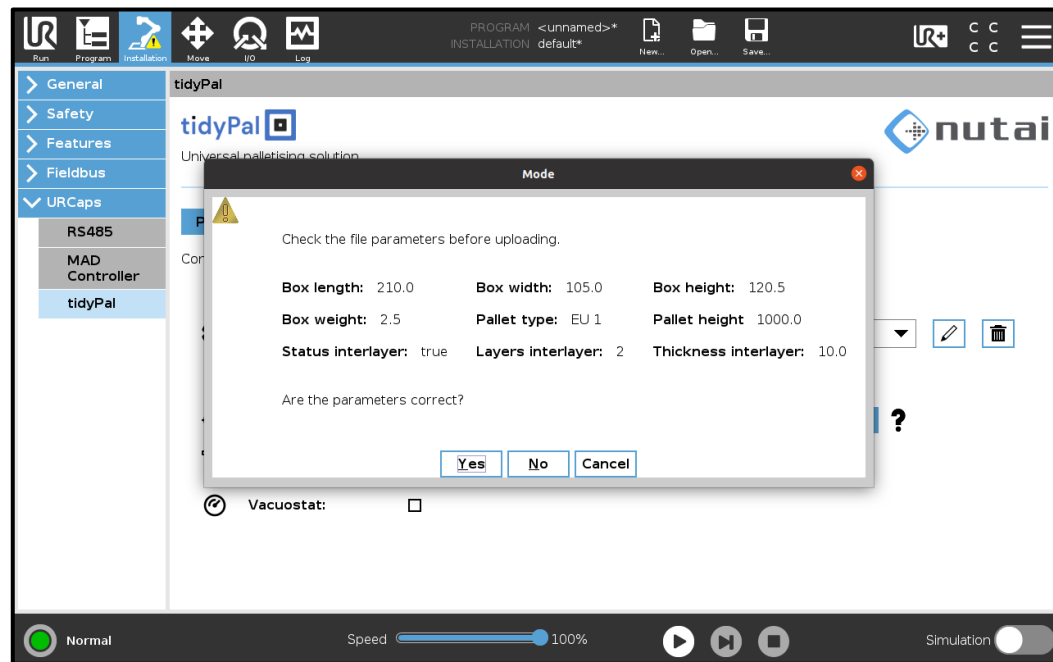 PROGRAM <unnamed>*
INSTALLATION default*
Run Program Installation Move I/O Log New... Open... Save...
UR+ C C
C C
General
Safety
Features
Fieldbus
URCaps
RS485
MAD
Controller
tidyPal
tidyPal
tidyPal
nutai
Universal palletising solution
Mode
Check the file parameters before uploading.
Box length: 210.0 Box width: 105.0 Box height: 120.5
Box weight: 2.5 Pallet type: EU 1 Pallet height 1000.0
Status interlayer: true Layers interlayer: 2 Thickness interlayer: 10.0
Are the parameters correct?
Yes No Cancel
?
Vacuostat:
Normal Speed 100% Simulation